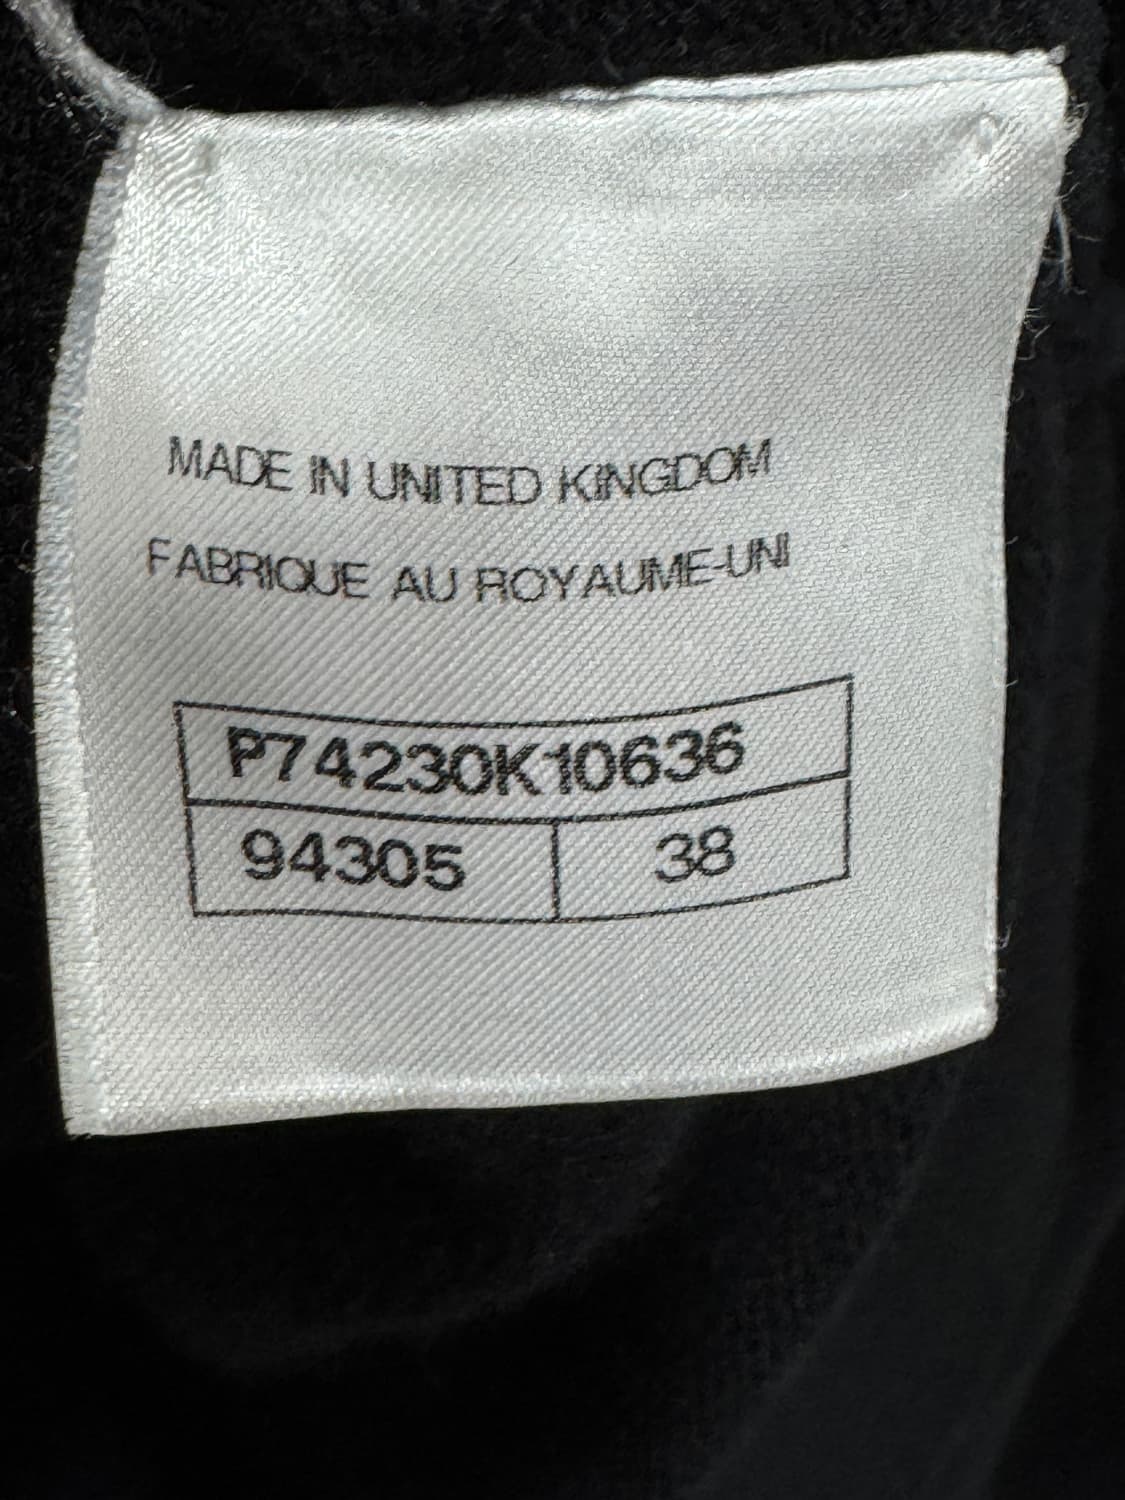 MADE IN UNITED KINGDOM
FABRIQUE AU ROYAUME-UNI
P74230K10636
94305 38